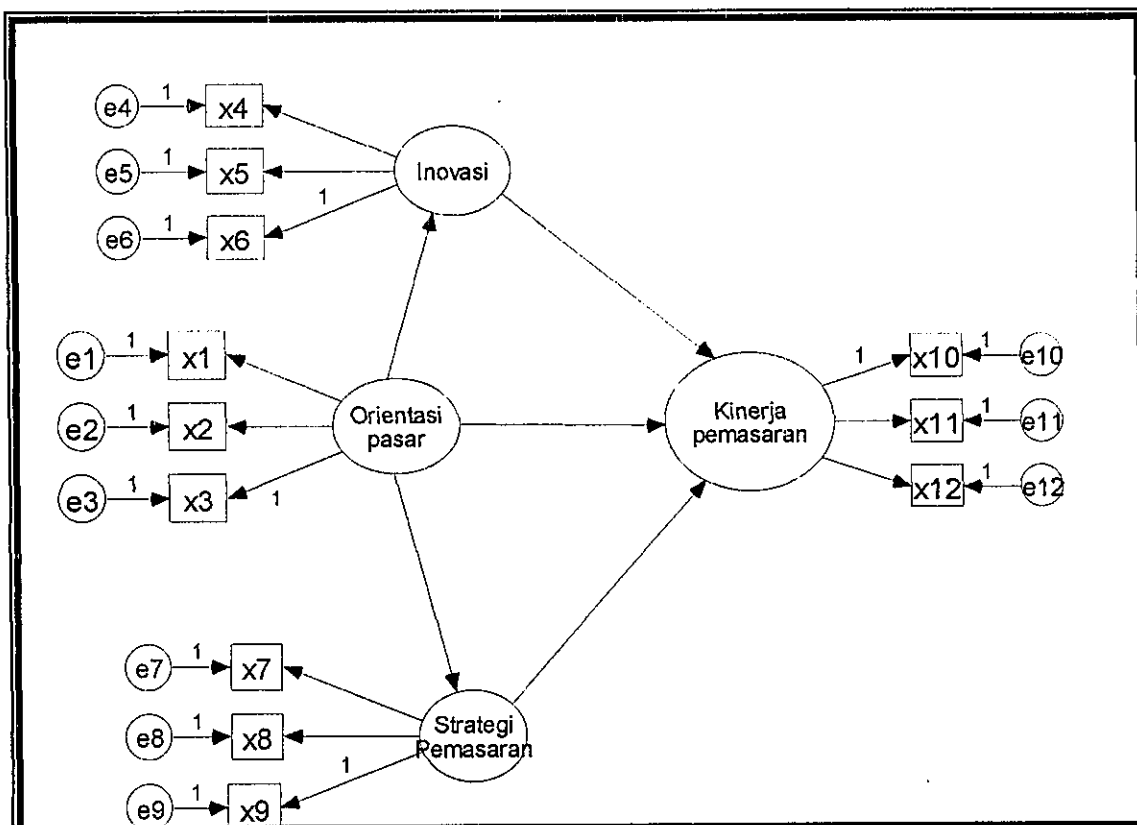 e4 1 x4
e5 1 x5
e6 1 x6 1
Inovasi
e1 1 x1
e2 1 x2
e3 1 x3 1
Orientasi
pasar
Kinerja
pemasaran
1 x10 1 e10
x11 1 e11
x12 1 e12
e7 1 x7
e8 1 x8
e9 1 x9 1
Strategi
Pemasaran